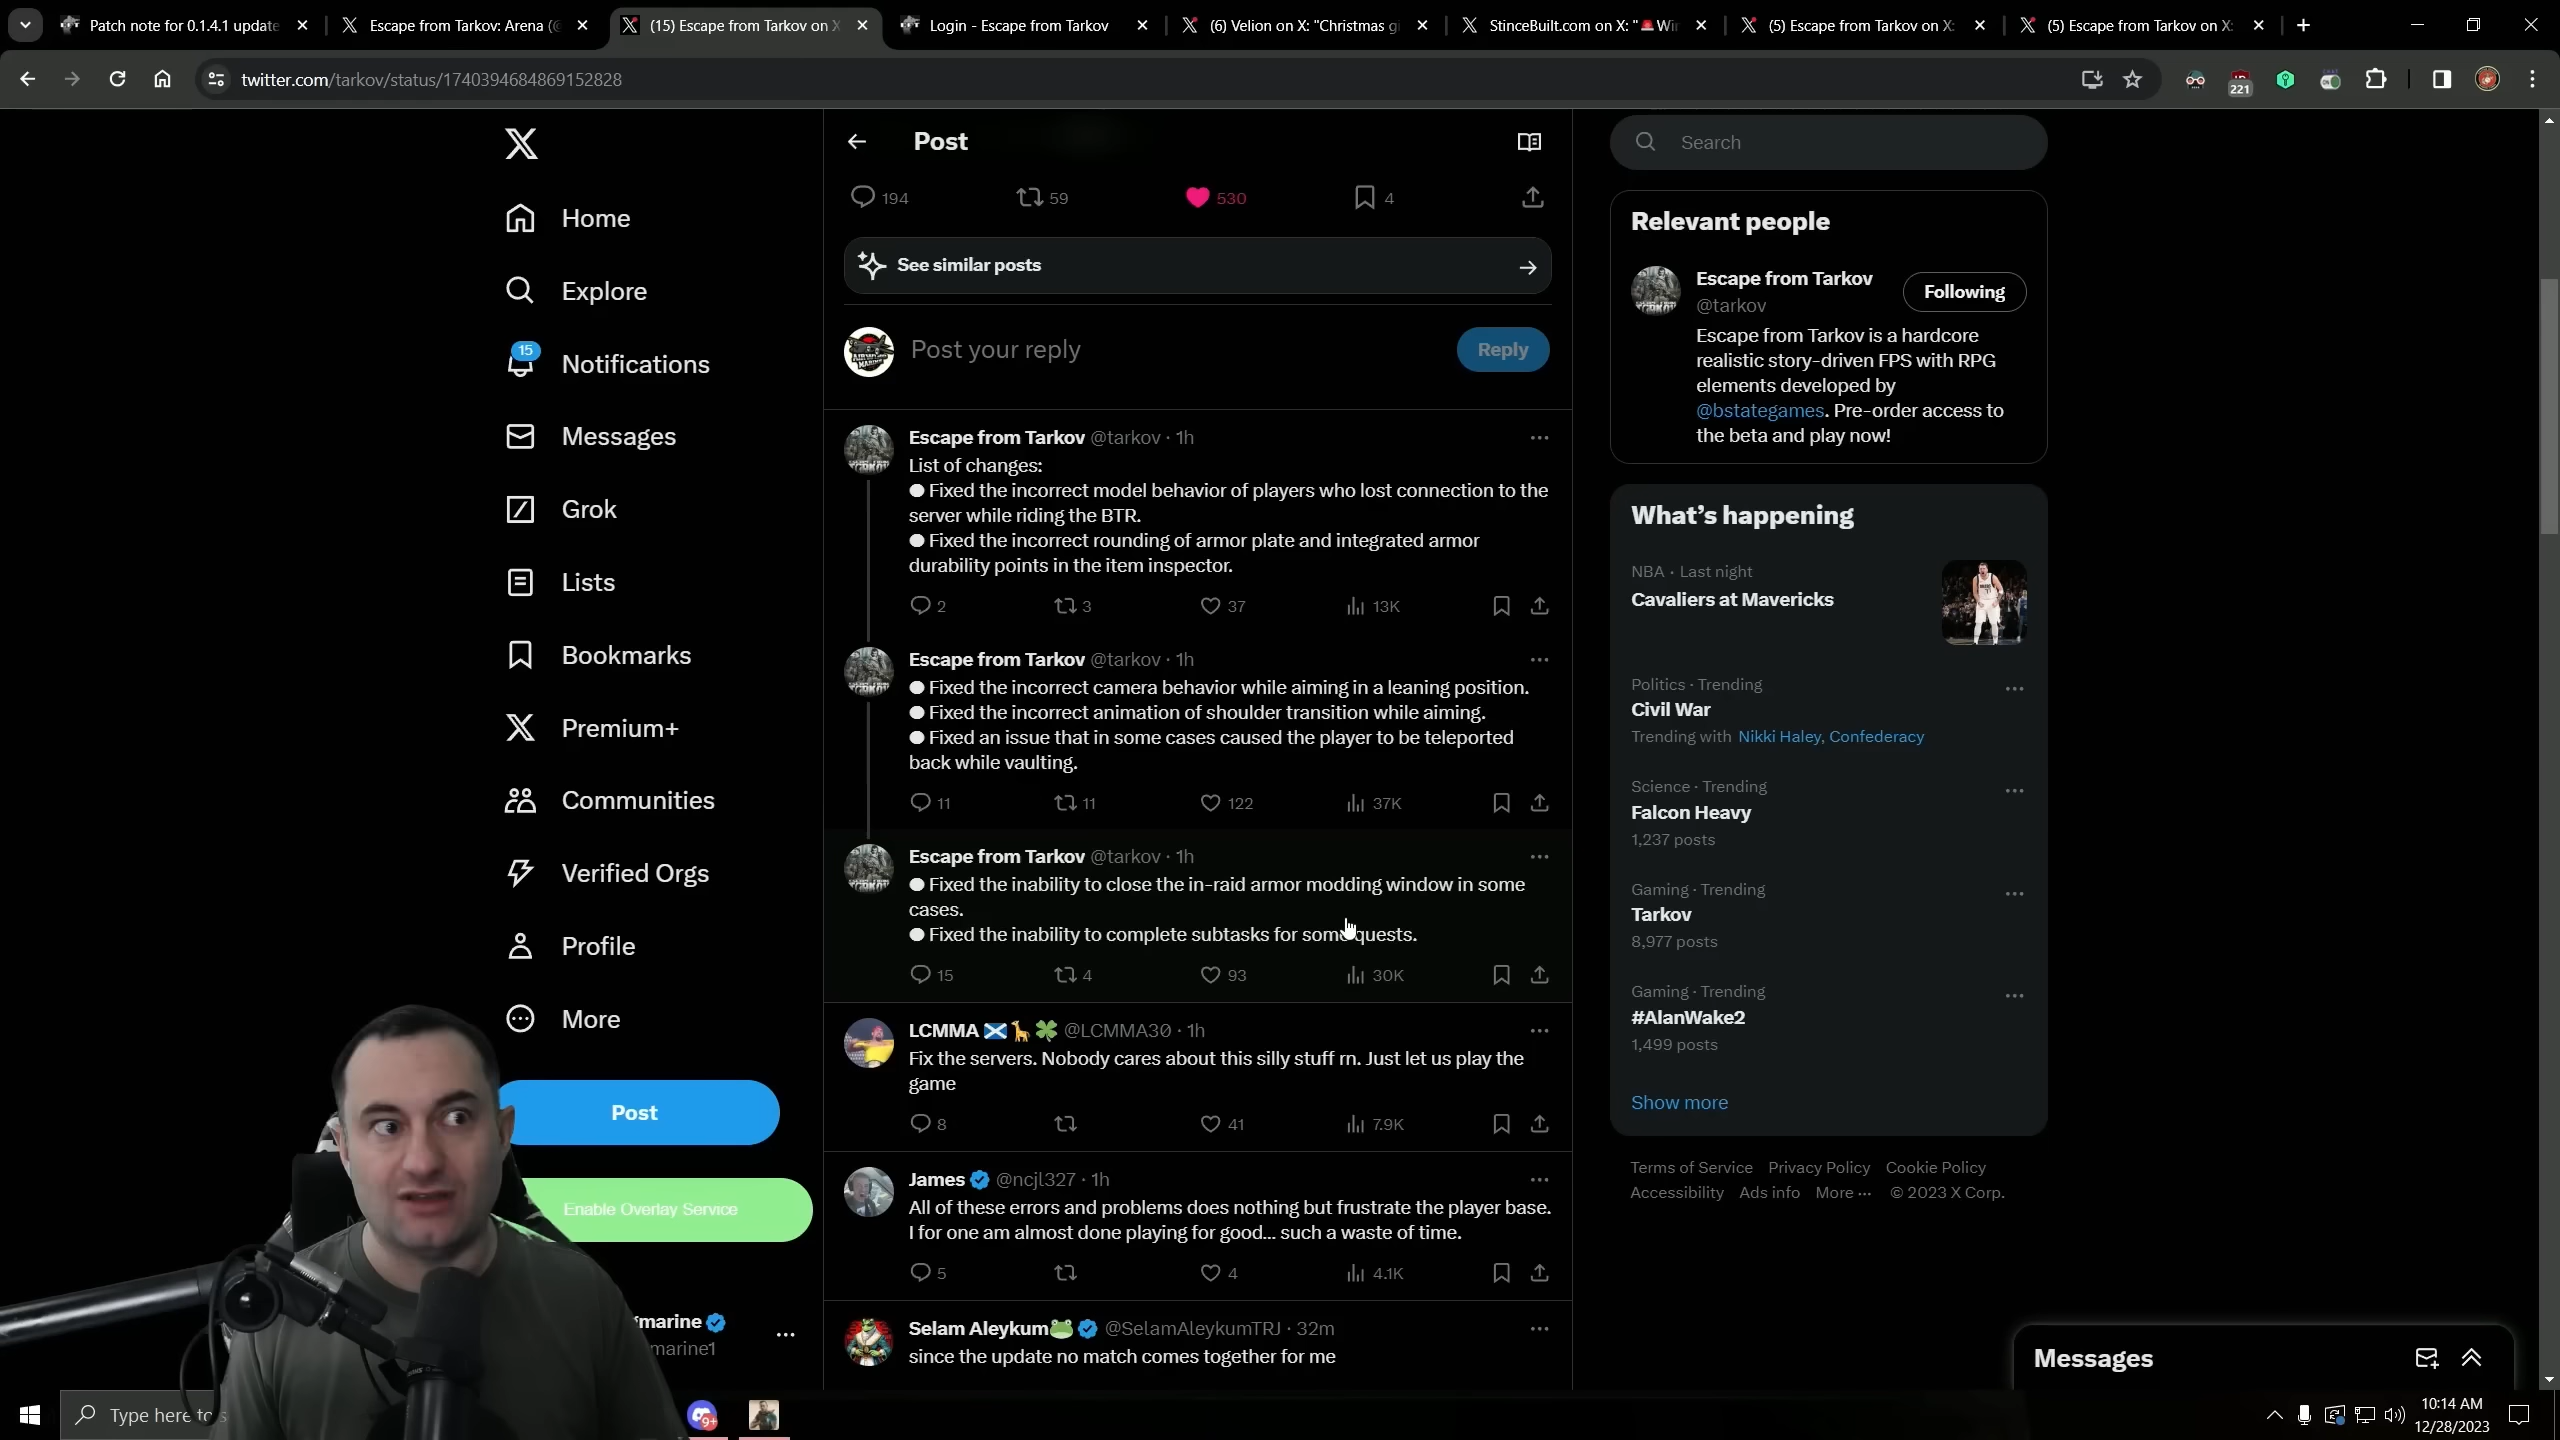 Patch note for 0.1.4.1 update
Escape from Tarkov: Arena (@
(15) Escape from Tarkov on X
Login - Escape from Tarkov
(6) Velion on X: "Christmas gi
StinceBuilt.com on X: "🚨Win
(5) Escape from Tarkov on X:
(5) Escape from Tarkov on X:
twitter.com/tarkov/status/1740394684869152828
221
Home
Explore
15
Notifications
Messages
Grok
Lists
Bookmarks
Premium+
Communities
Verified Orgs
Profile
More
Post
Enable Overlay Service
marine
marine1
Post
194 59 530 4
See similar posts
Post your reply
Reply
Escape from Tarkov @tarkov · 1h
List of changes:
● Fixed the incorrect model behavior of players who lost connection to the
server while riding the BTR.
● Fixed the incorrect rounding of armor plate and integrated armor
durability points in the item inspector.
2 3 37 13K
Escape from Tarkov @tarkov · 1h
● Fixed the incorrect camera behavior while aiming in a leaning position.
● Fixed the incorrect animation of shoulder transition while aiming.
● Fixed an issue that in some cases caused the player to be teleported
back while vaulting.
11 11 122 37K
Escape from Tarkov @tarkov · 1h
● Fixed the inability to close the in-raid armor modding window in some
cases.
● Fixed the inability to complete subtasks for some quests.
15 4 93 30K
LCMMA 🏴󠁧󠁢󠁳󠁣󠁴󠁿🦒🍀 @LCMMA30 · 1h
Fix the servers. Nobody cares about this silly stuff rn. Just let us play the
game
8 41 7.9K
James @ncjl327 · 1h
All of these errors and problems does nothing but frustrate the player base.
I for one am almost done playing for good... such a waste of time.
5 4 4.1K
Selam Aleykum🐸 @SelamAleykumTRJ · 32m
since the update no match comes together for me
Search
Relevant people
Escape from Tarkov
@tarkov
Following
Escape from Tarkov is a hardcore
realistic story-driven FPS with RPG
elements developed by
@bstategames. Pre-order access to
the beta and play now!
What's happening
NBA · Last night
Cavaliers at Mavericks
Politics · Trending
Civil War
Trending with Nikki Haley, Confederacy
Science · Trending
Falcon Heavy
1,237 posts
Gaming · Trending
Tarkov
8,977 posts
Gaming · Trending
#AlanWake2
1,499 posts
Show more
Terms of Service Privacy Policy Cookie Policy
Accessibility Ads info More ··· © 2023 X Corp.
Messages
Type here to s
9+
10:14 AM
12/28/2023